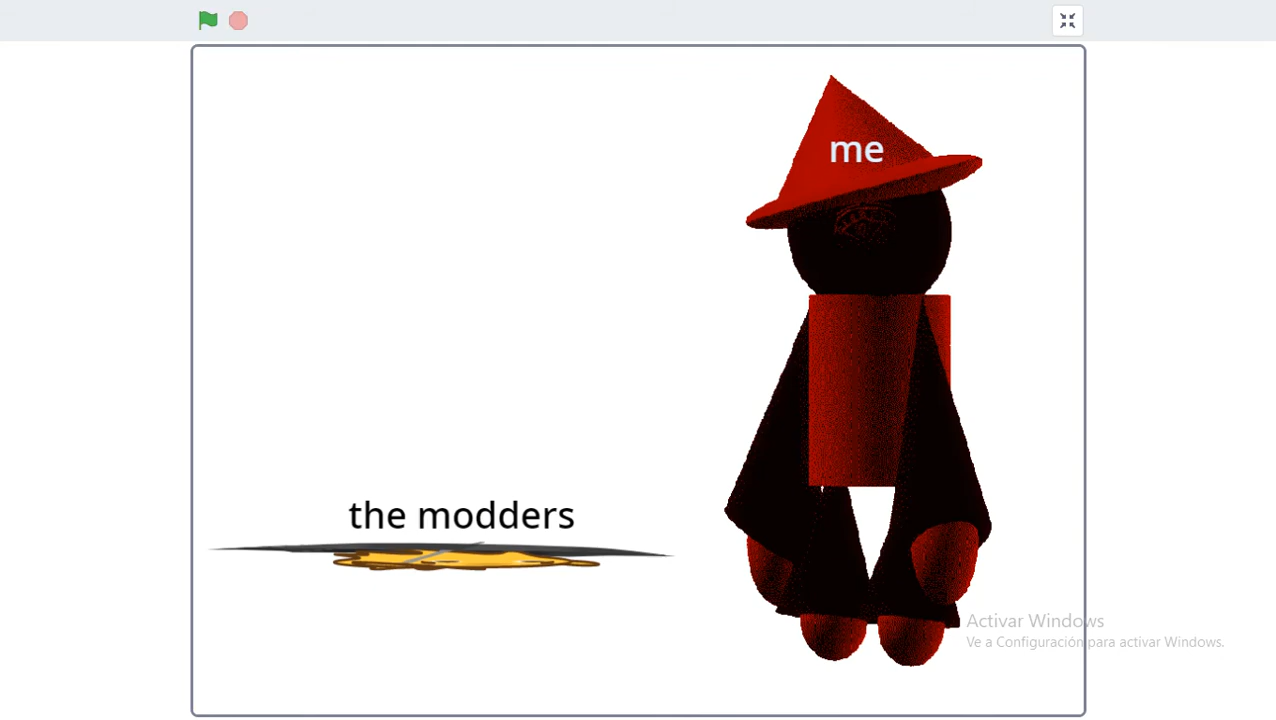 me
the modders
Activar Windows
Ve a Configuración para activar Windows.